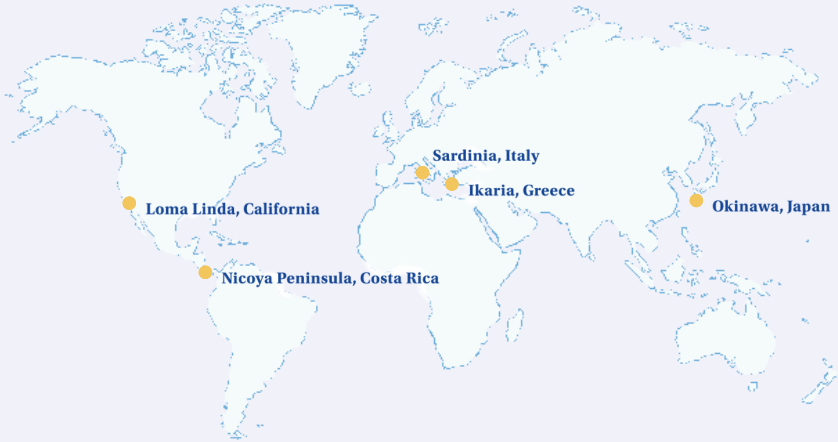 Sardinia, Italy
Ikaria, Greece
Okinawa, Japan
Loma Linda, California
Nicoya Peninsula, Costa Rica